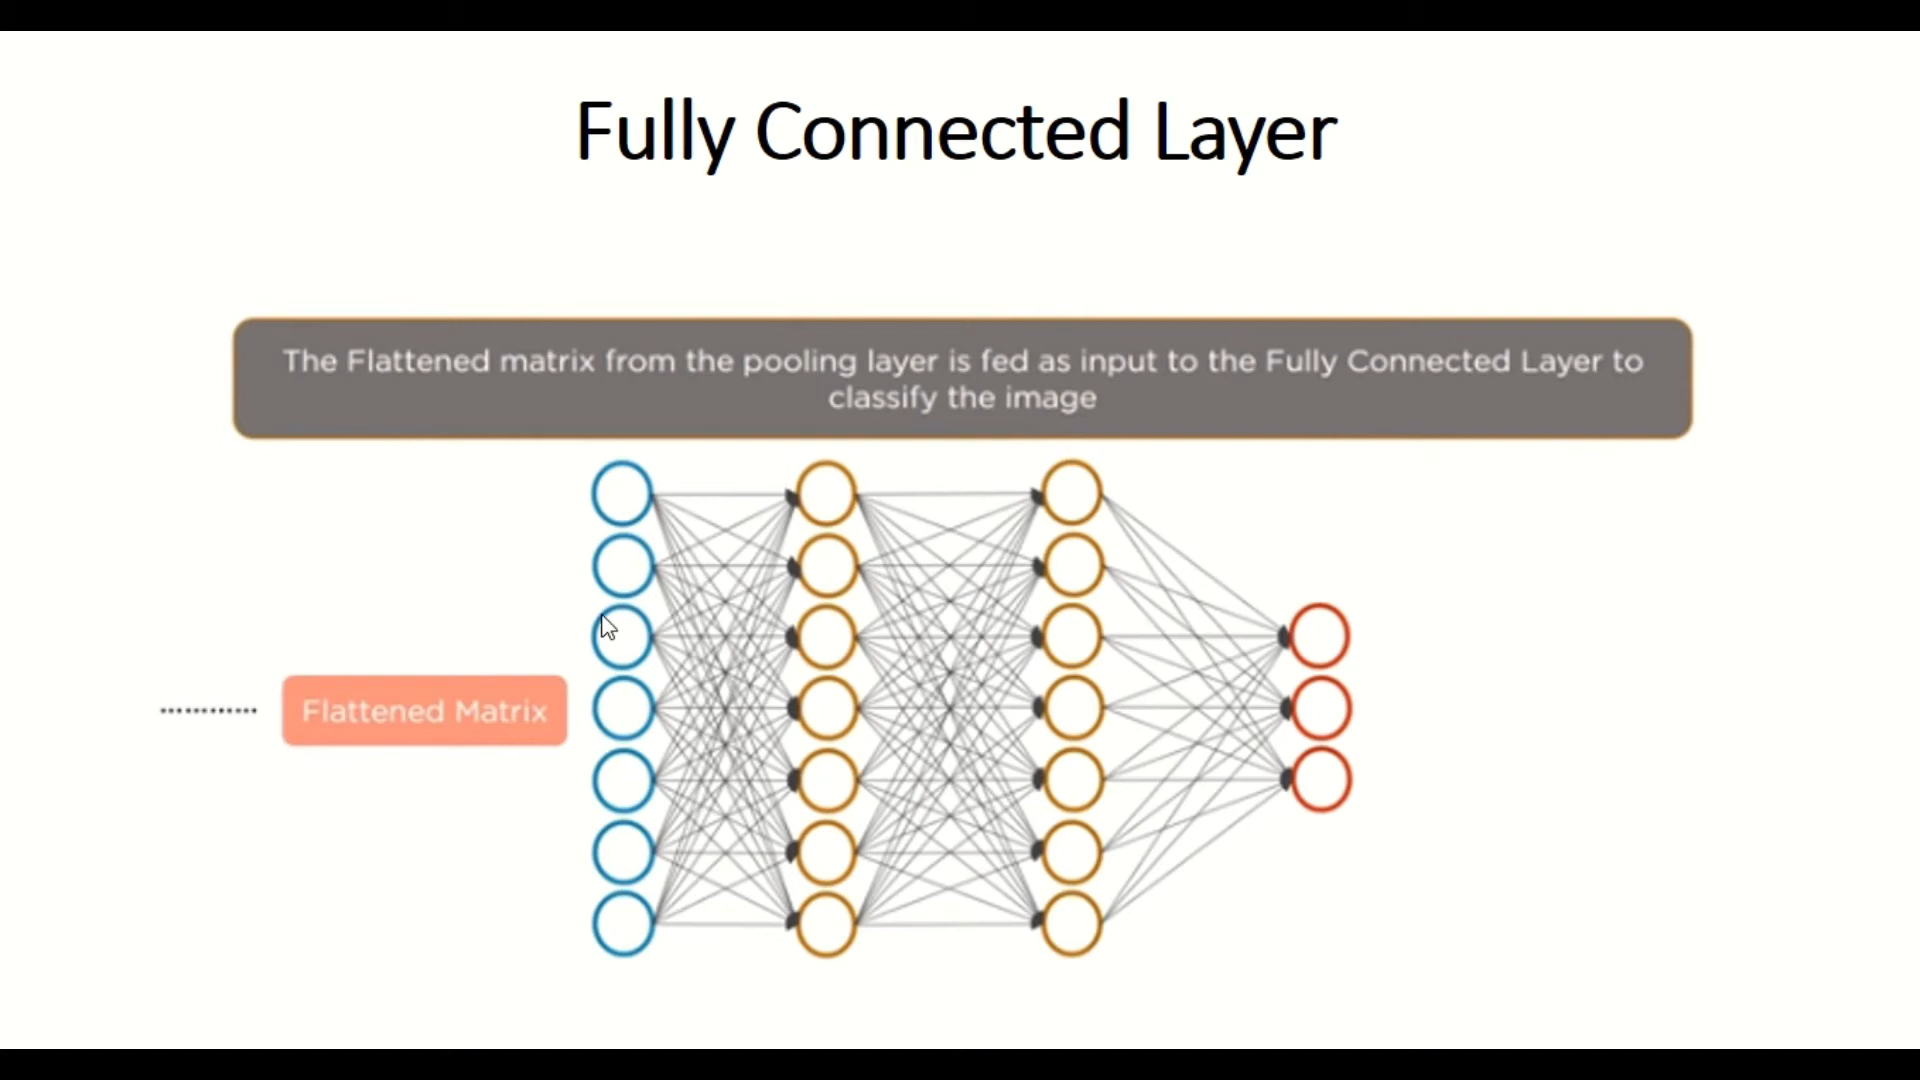 Fully Connected Layer
The Flattened matrix from the pooling layer is fed as input to the Fully Connected Layer to
classify the image
Flattened Matrix